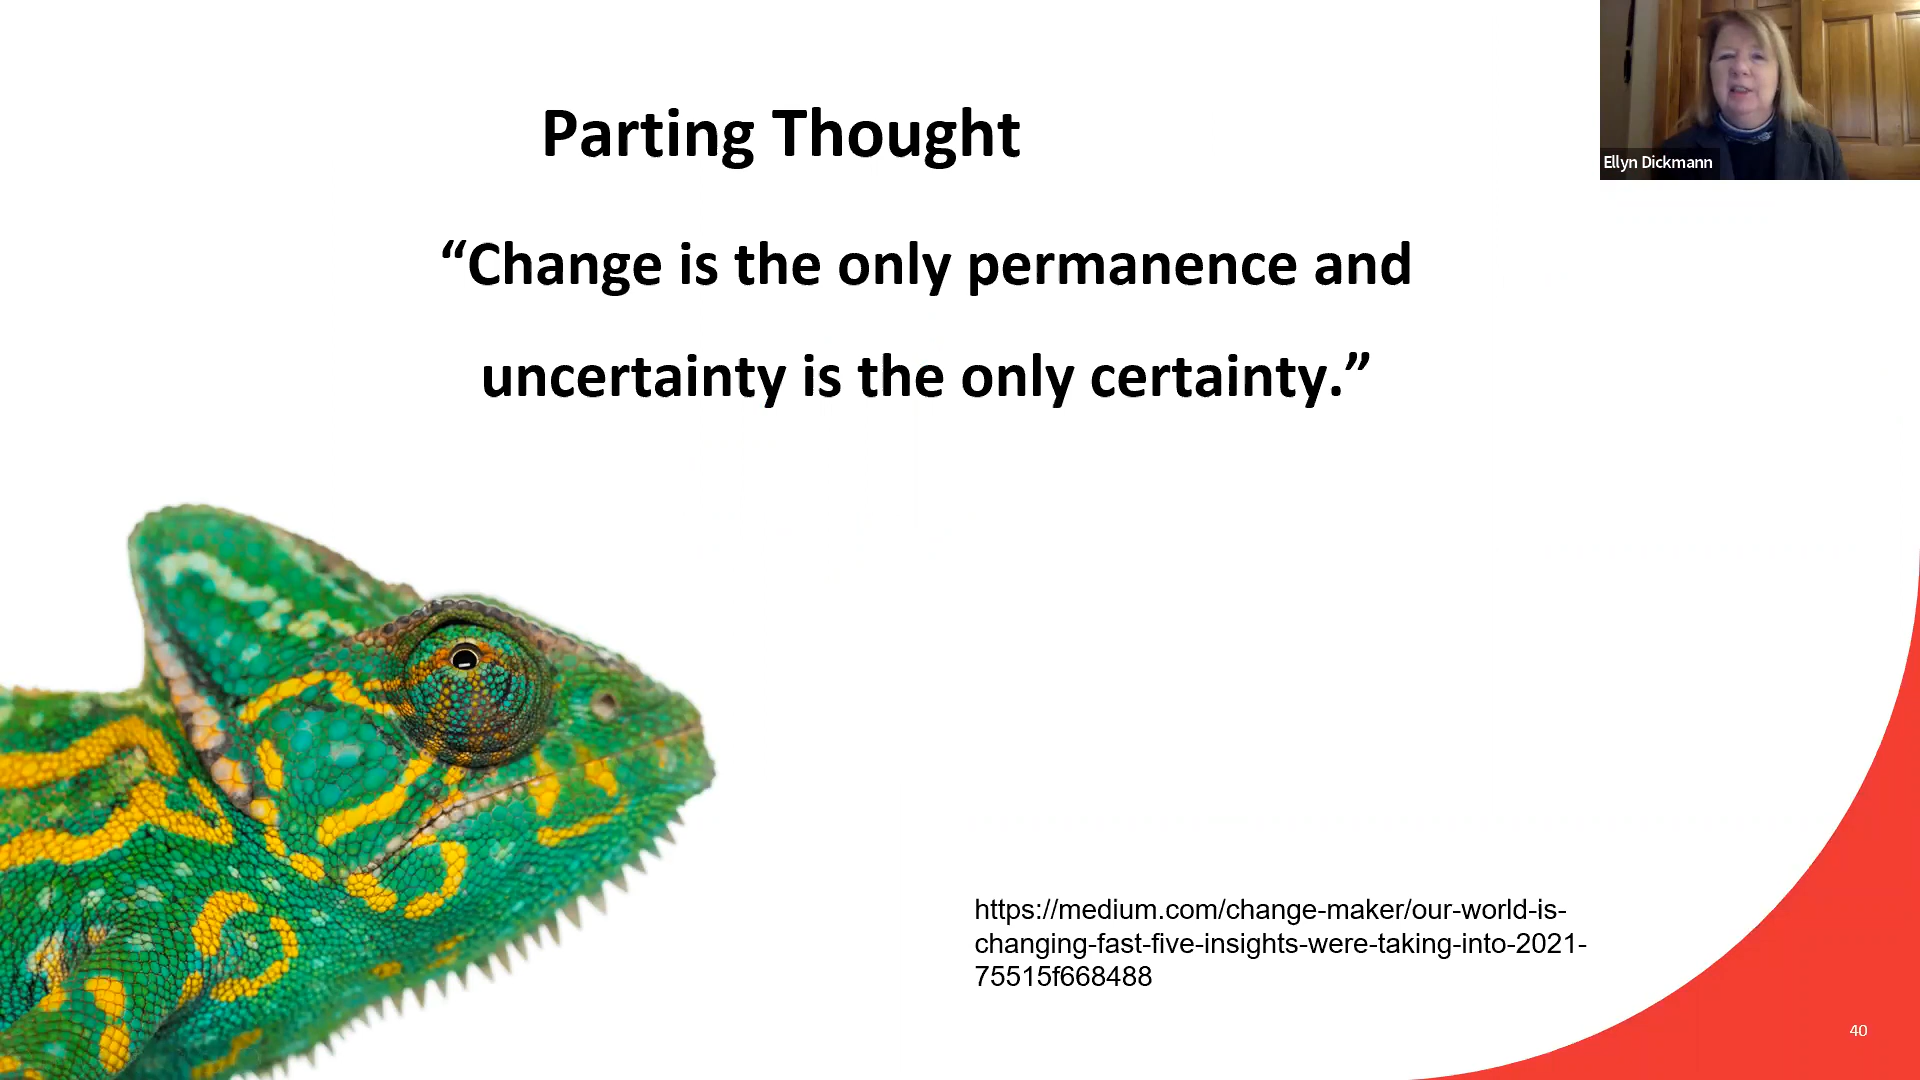 Parting Thought
“Change is the only permanence and
uncertainty is the only certainty.”
Ellyn Dickmann
https://medium.com/change-maker/our-world-is-
changing-fast-five-insights-were-taking-into-2021-
75515f668488
40